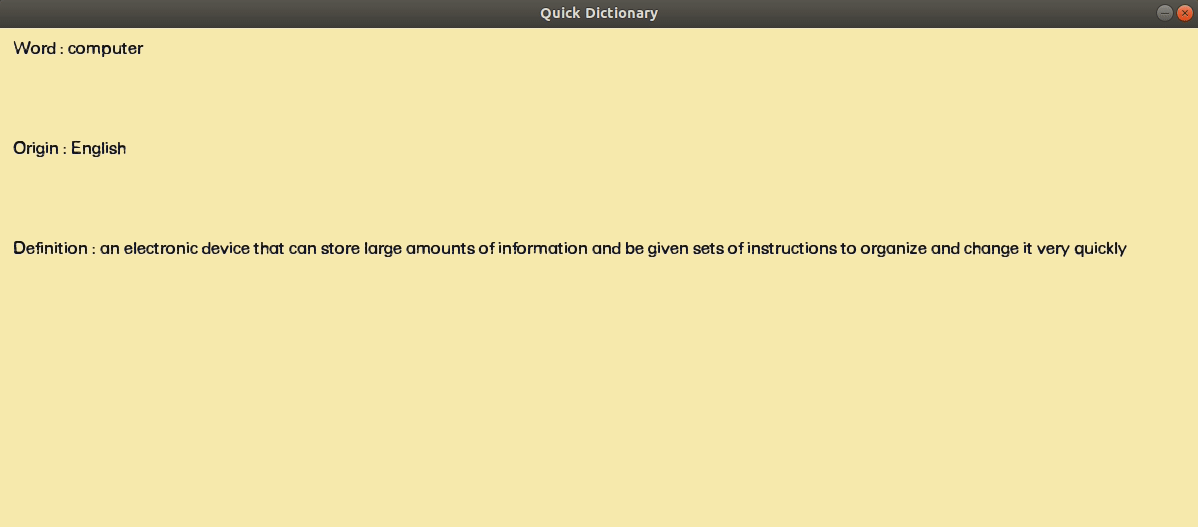 Quick Dictionary
Word : computer
Origin : English
Definition : an electronic device that can store large amounts of information and be given sets of instructions to organize and change it very quickly